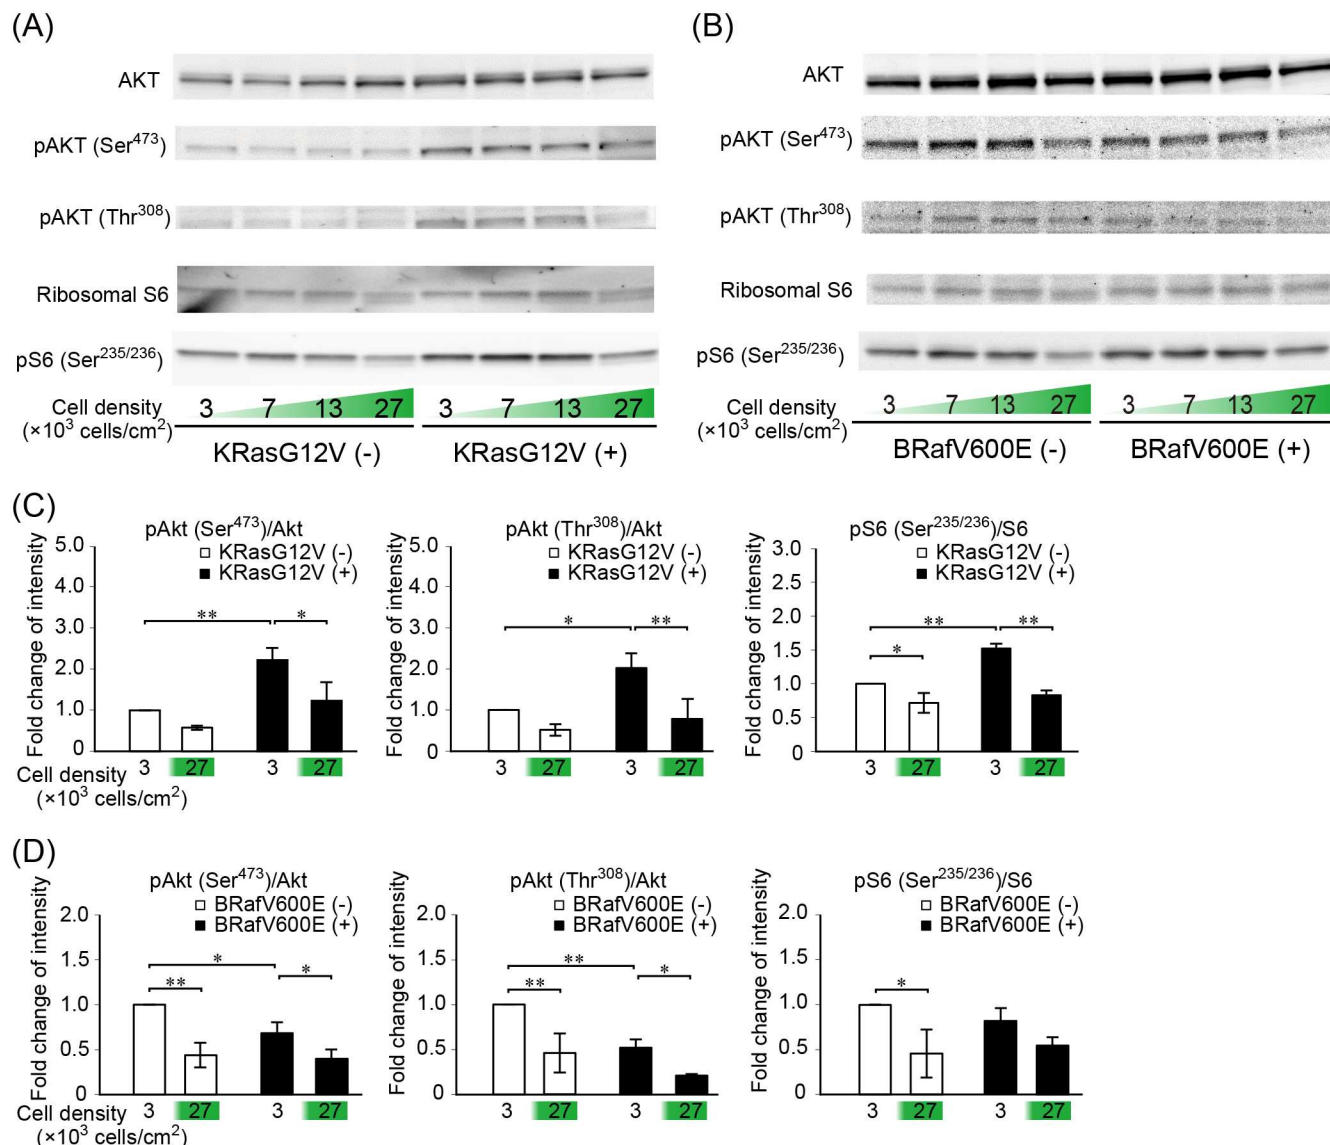 (A)
AKT
pAKT (Ser473)
pAKT (Thr308)
Ribosomal S6
pS6 (Ser235/236)
Cell density
(×10³ cells/cm²)
3 7 13 27 3 7 13 27
KRasG12V (-) KRasG12V (+)
(B)
AKT
pAKT (Ser473)
pAKT (Thr308)
Ribosomal S6
pS6 (Ser235/236)
Cell density
(×10³ cells/cm²)
3 7 13 27 3 7 13 27
BRafV600E (-) BRafV600E (+)
(C)
pAkt (Ser473)/Akt
KRasG12V (-)
KRasG12V (+)
Fold change of intensity
5.0
4.0
3.0
2.0
1.0
0
** *
3 27 3 27
Cell density
(×10³ cells/cm²)
pAkt (Thr308)/Akt
KRasG12V (-)
KRasG12V (+)
Fold change of intensity
5.0
4.0
3.0
2.0
1.0
0
* **
3 27 3 27
pS6 (Ser235/236)/S6
KRasG12V (-)
KRasG12V (+)
Fold change of intensity
3.0
2.5
2.0
1.5
1.0
0.5
0
** **
*
3 27 3 27
(D)
pAkt (Ser473)/Akt
BRafV600E (-)
BRafV600E (+)
Fold change of intensity
2.0
1.5
1.0
0.5
0
*
** *
3 27 3 27
Cell density
(×10³ cells/cm²)
pAkt (Thr308)/Akt
BRafV600E (-)
BRafV600E (+)
Fold change of intensity
2.0
1.5
1.0
0.5
0
**
** *
3 27 3 27
pS6 (Ser235/236)/S6
BRafV600E (-)
BRafV600E (+)
Fold change of intensity
2.0
1.5
1.0
0.5
0
*
3 27 3 27